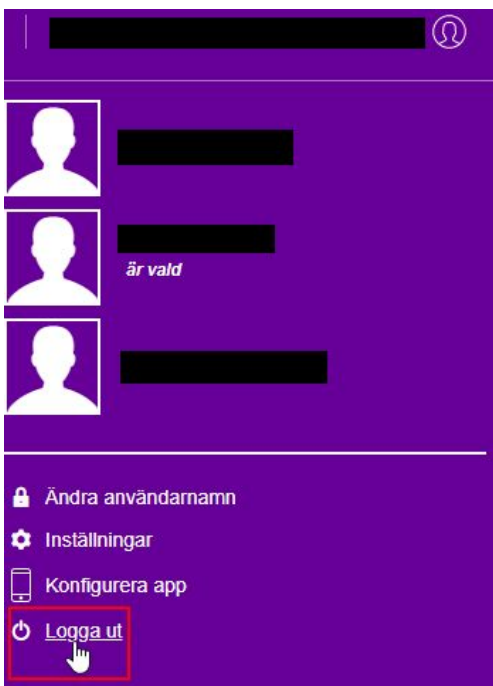 är vald
Ändra användarnamn
Inställningar
Konfigurera app
Logga ut